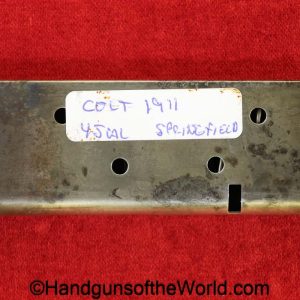 COLT 1911
45CAL SPRINGFIELD
©HandgunsoftheWorld.com